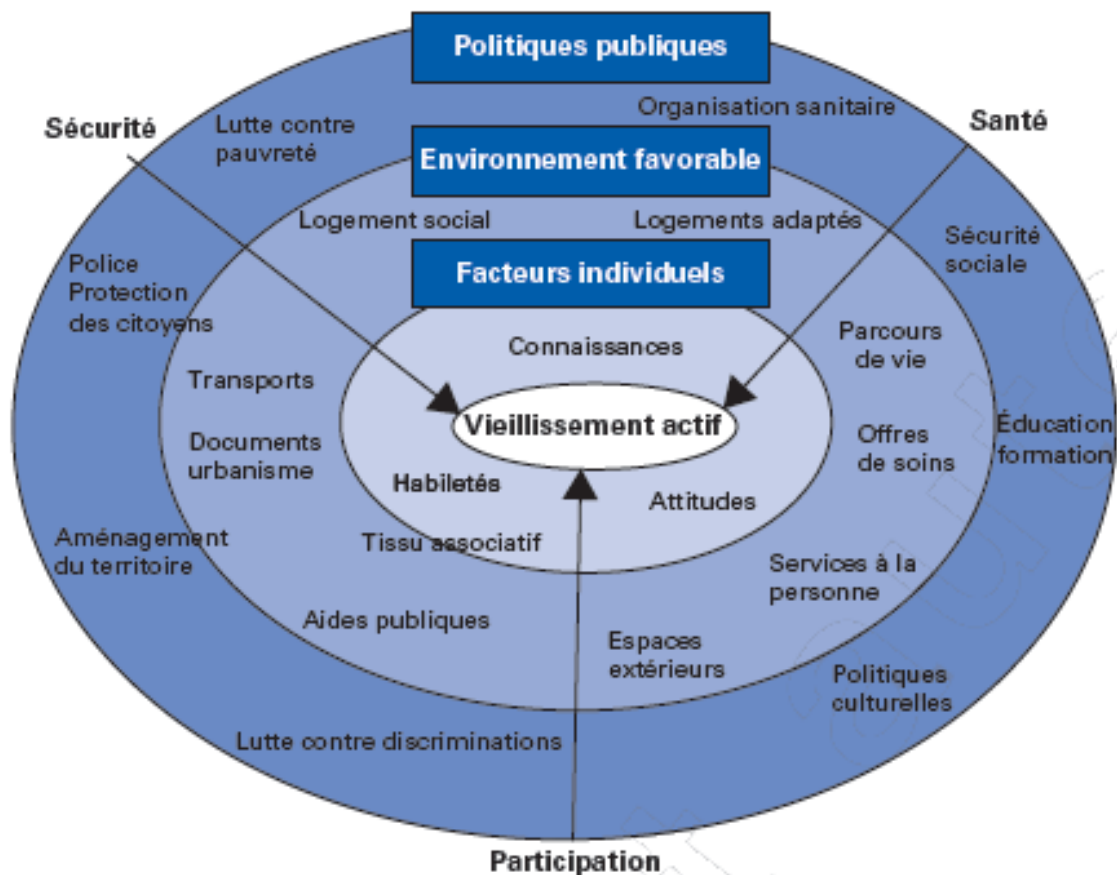 Politiques publiques
Organisation sanitaire
Sécurité
Santé
Lutte contre
pauvreté
Environnement favorable
Logement social
Logements adaptés
Sécurité
sociale
Police
Protection
des citoyens
Facteurs individuels
Parcours
de vie
Connaissances
Transports
Vieillissement actif
Documents
urbanisme
Offres
de soins
Éducation
formation
Habiletés
Attitudes
Tissu associatif
Aménagement
du territoire
Services à la
personne
Aides publiques
Espaces
extérieurs
Politiques
culturelles
Lutte contre discriminations
Participation